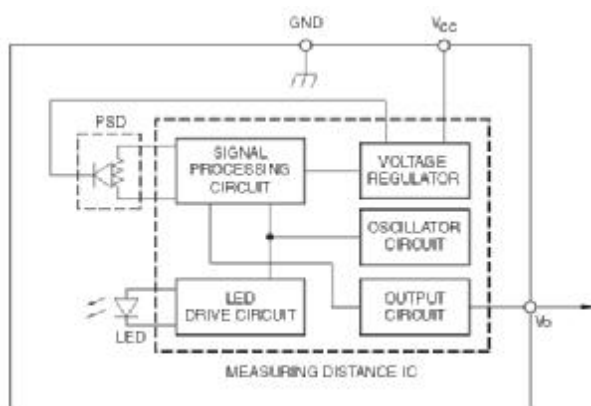 GND
VCC
PSD
SIGNAL
PROCESSING
CIRCUIT
VOLTAGE
REGULATOR
OSCILLATOR
CIRCUIT
LED
DRIVE CIRCUIT
OUTPUT
CIRCUIT
LED
VO
MEASURING DISTANCE IC